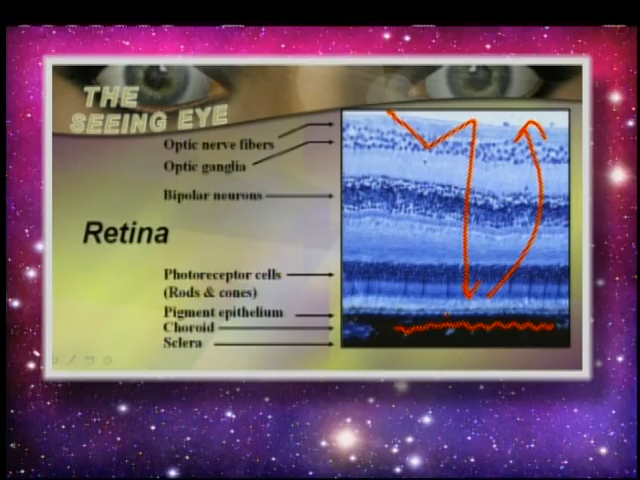 THE
SEEING EYE
Optic nerve fibers
Optic ganglia
Bipolar neurons
Retina
Photoreceptor cells
(Rods & cones)
Pigment epithelium
Choroid
Sclera